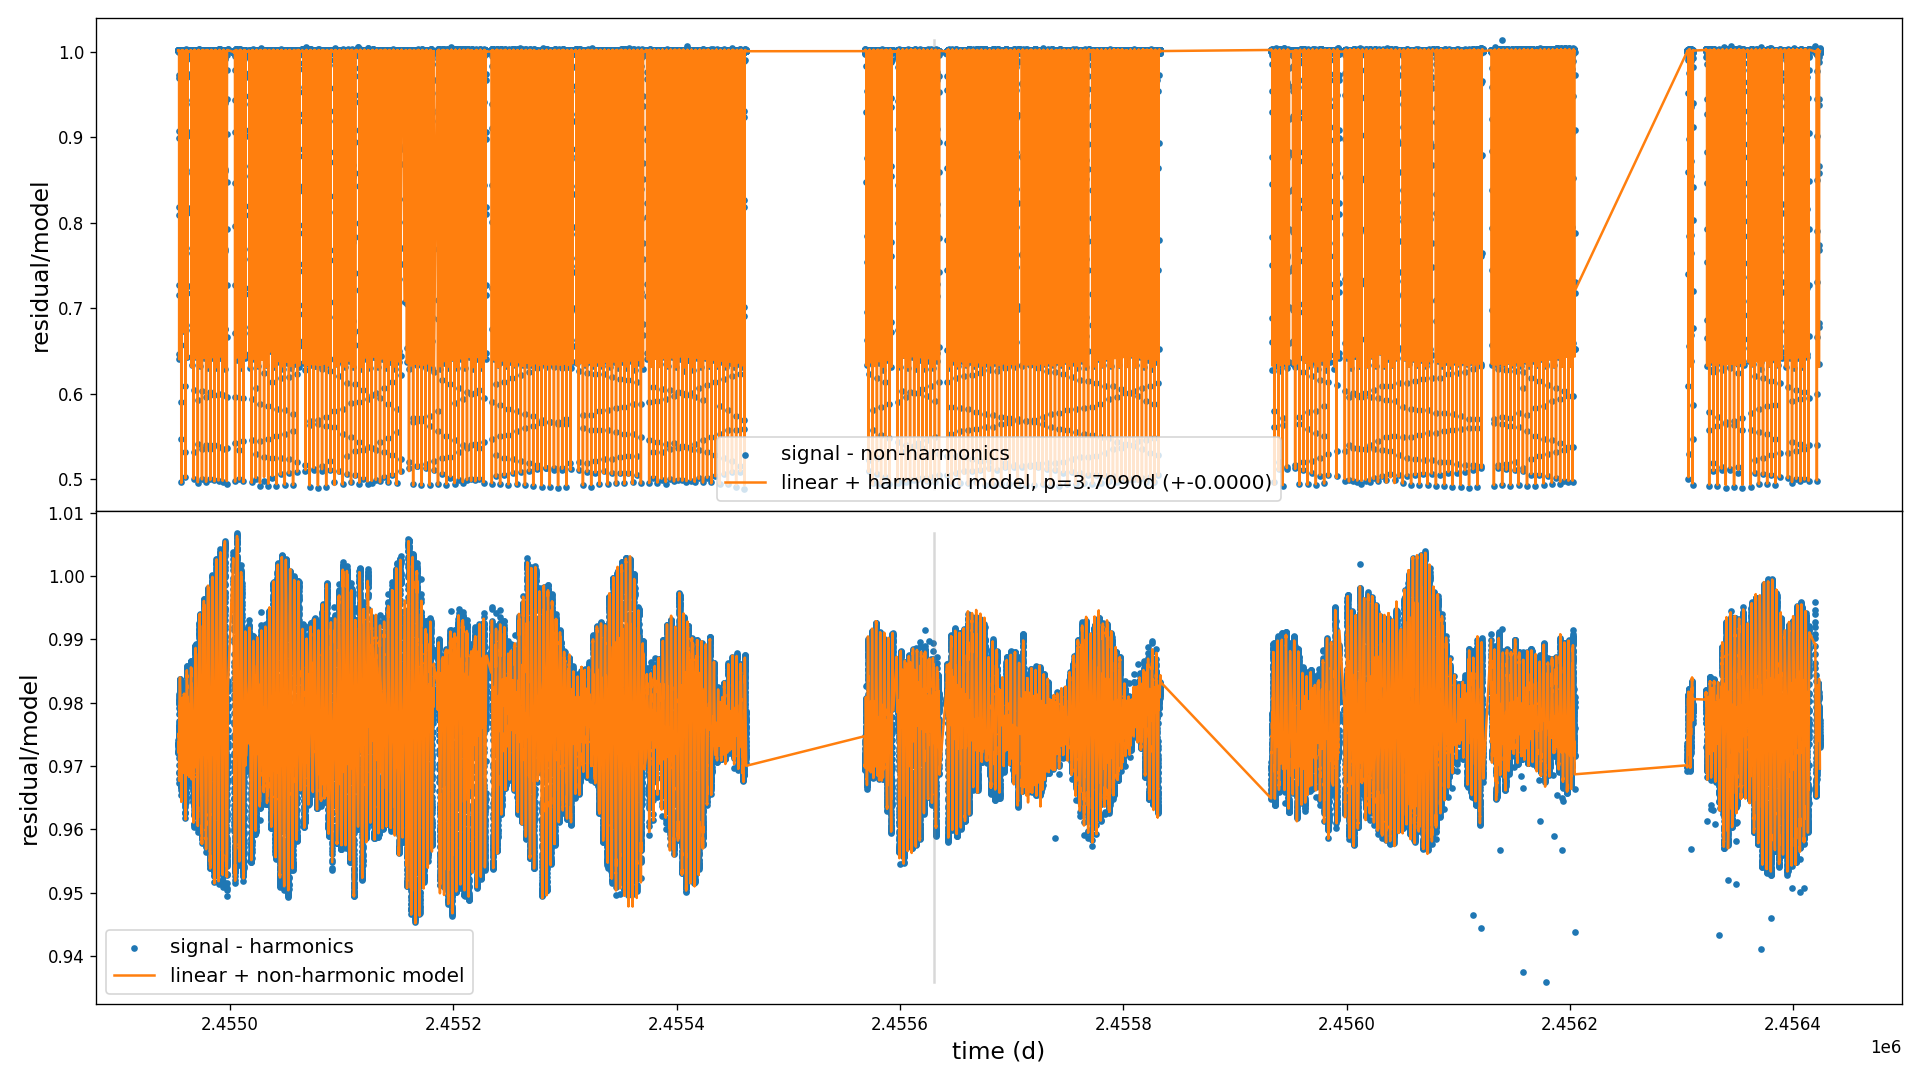 1.0
0.9
0.8
0.7
0.6
0.5
residual/model
signal - non-harmonics
linear + harmonic model, p=3.7090d (+-0.0000)
1.01
1.00
0.99
0.98
0.97
0.96
0.95
0.94
residual/model
signal - harmonics
linear + non-harmonic model
2.4550 2.4552 2.4554 2.4556 2.4558 2.4560 2.4562 2.4564
1e6
time (d)